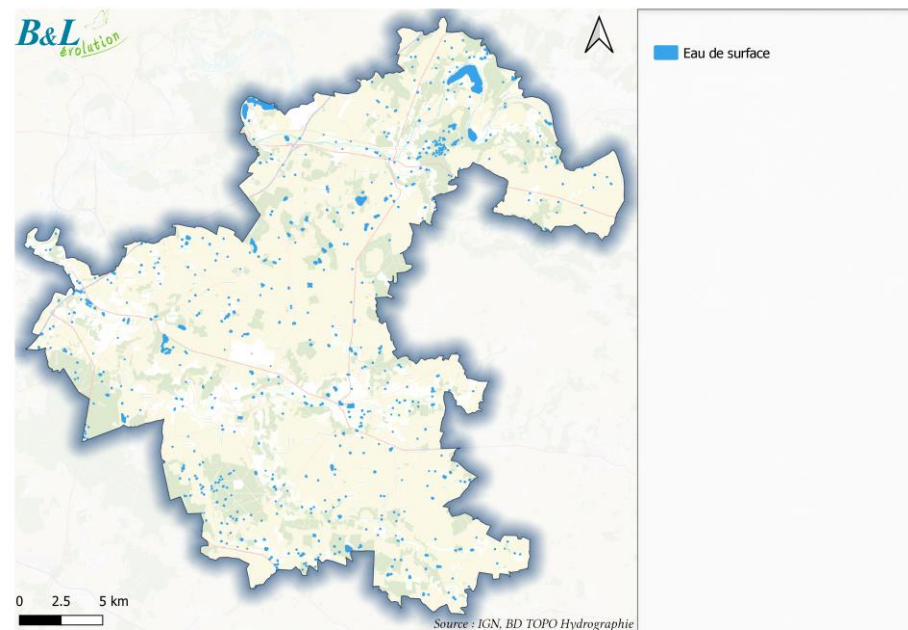 B&L
évolution
Eau de surface
0 2.5 5 km
Source : IGN, BD TOPO Hydrographie